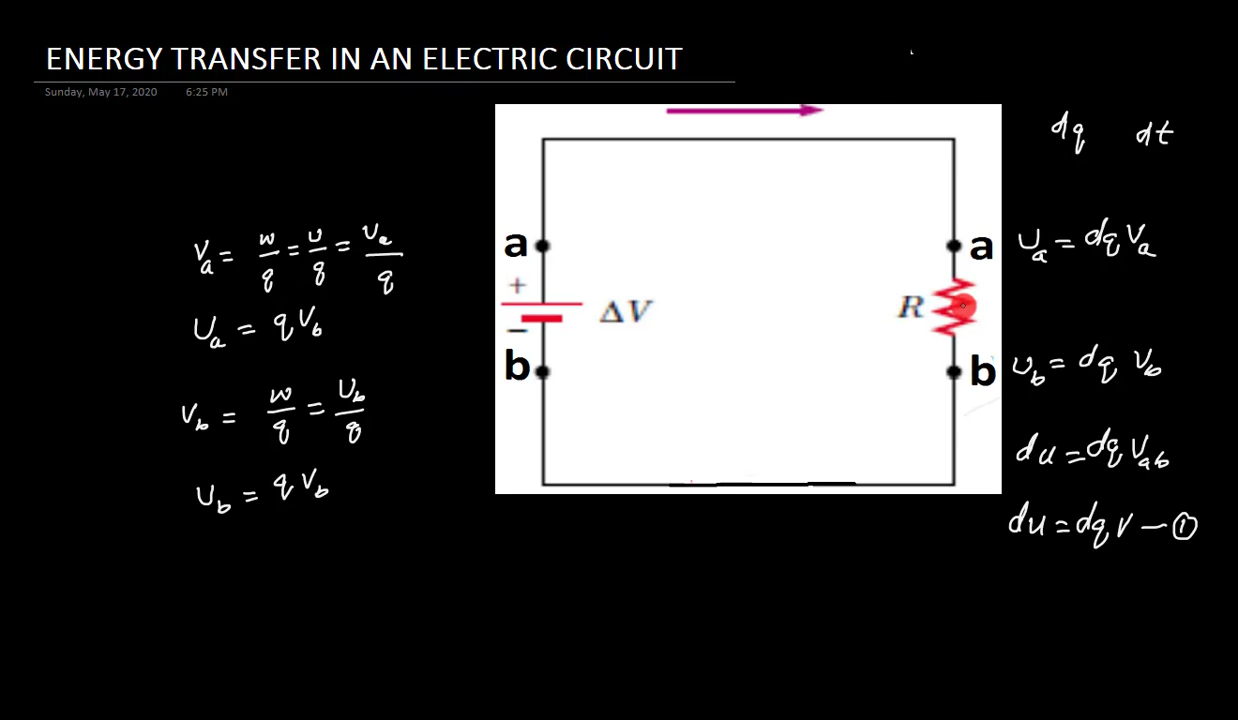 ENERGY TRANSFER IN AN ELECTRIC CIRCUIT
Sunday, May 17, 2020 6:25 PM
dq dt
Va = w/q = U/q = Ua/q
Ua = qVb
Vb = w/q = Ub/q
Ub = qVb
a
+
ΔV
−
b
a
R
b
Ua = dq Va
Ub = dq Vb
du = dq Vab
du = dq V — ①